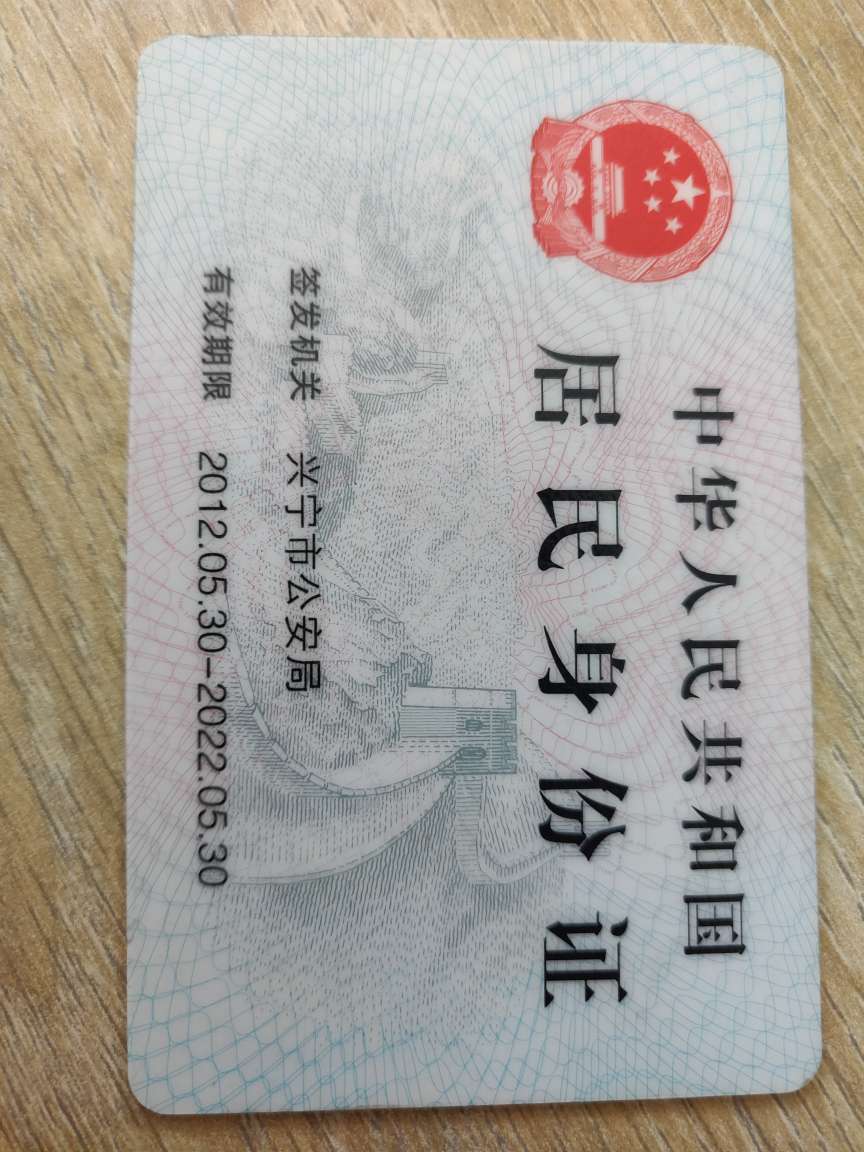 中华人民共和国
居民身份证
签发机关 兴宁市公安局
有效期限 2012.05.30-2022.05.30